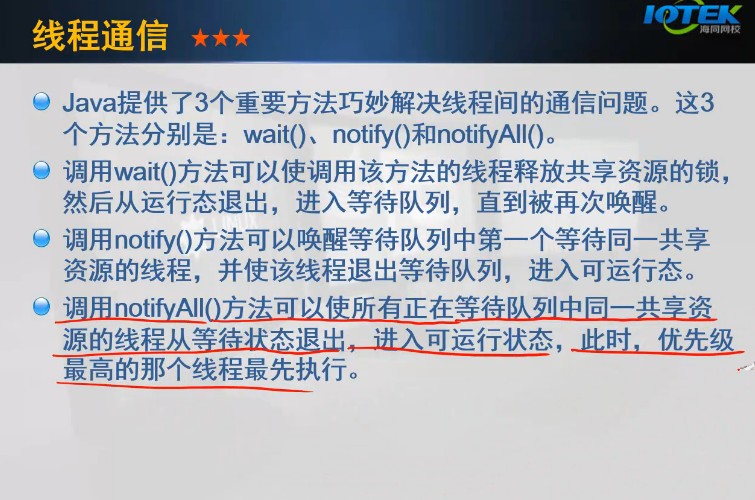 线程通信 ★★★
IOTEK
海同网校
Java提供了3个重要方法巧妙解决线程间的通信问题。这3
个方法分别是：wait()、notify()和notifyAll()。
调用wait()方法可以使调用该方法的线程释放共享资源的锁，
然后从运行态退出，进入等待队列，直到被再次唤醒。
调用notify()方法可以唤醒等待队列中第一个等待同一共享
资源的线程，并使该线程退出等待队列，进入可运行态。
调用notifyAll()方法可以使所有正在等待队列中同一共享资
源的线程从等待状态退出，进入可运行状态，此时，优先级
最高的那个线程最先执行。